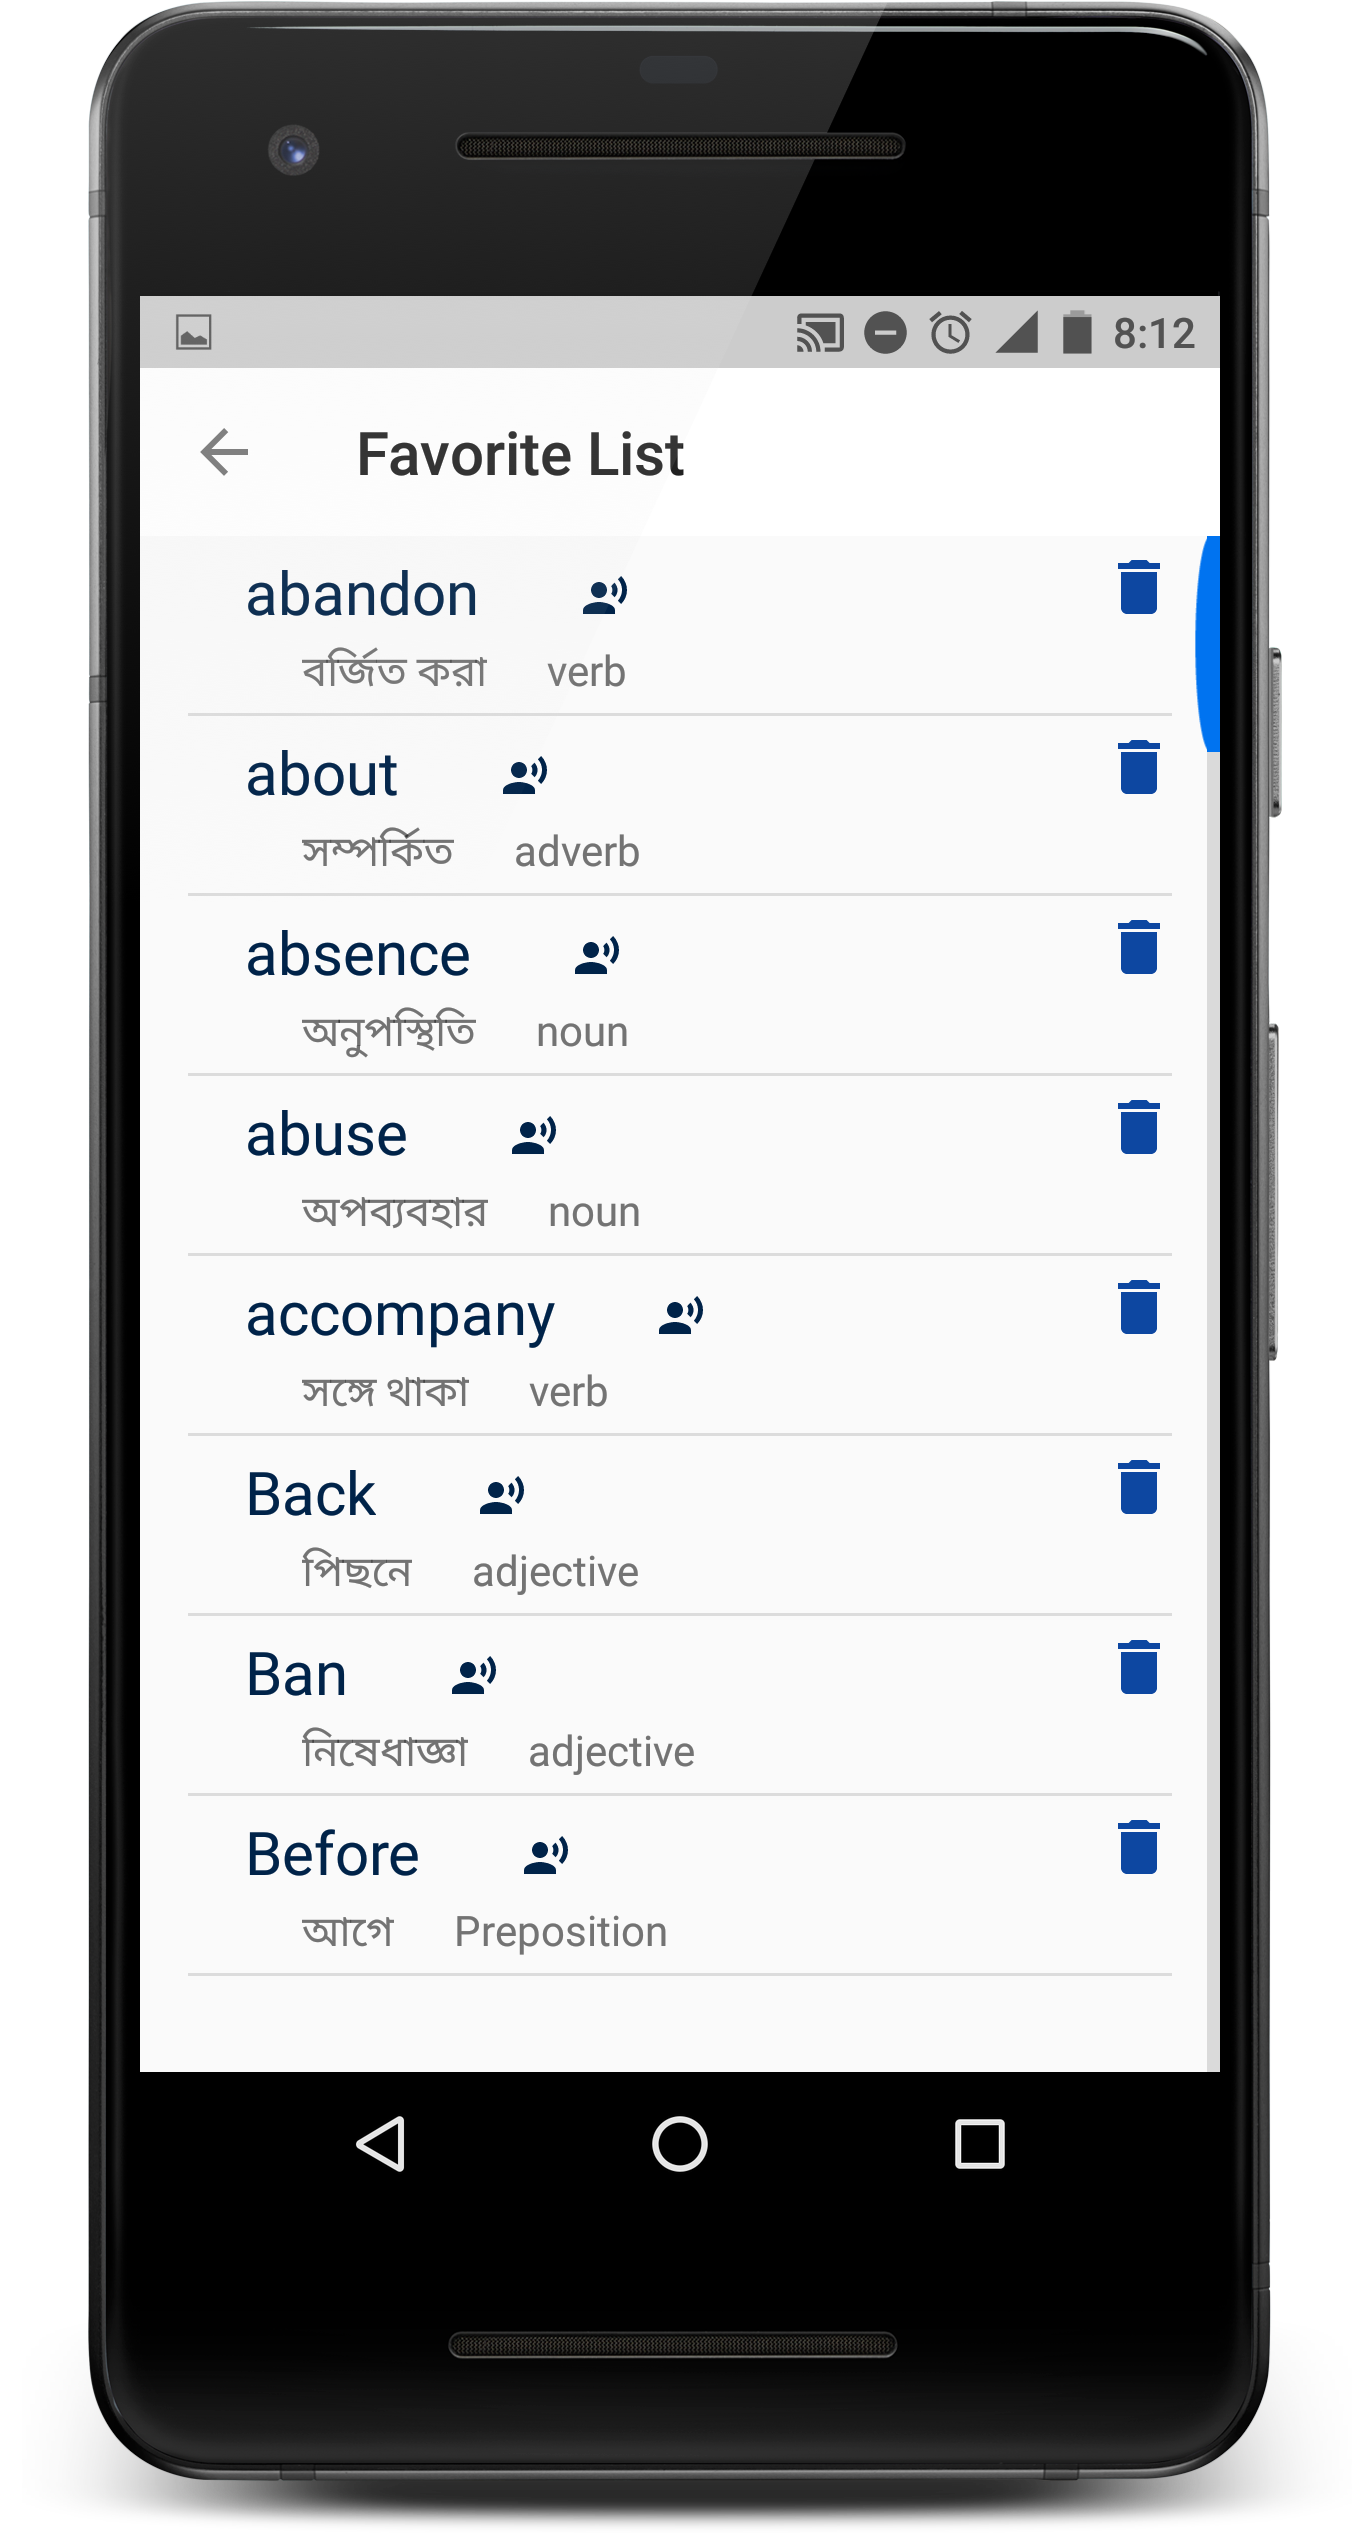 8:12
Favorite List
abandon
বর্জিত করা verb
about
সম্পর্কিত adverb
absence
অনুপস্থিতি noun
abuse
অপব্যবহার noun
accompany
সঙ্গে থাকা verb
Back
পিছনে adjective
Ban
নিষেধাজ্ঞা adjective
Before
আগে Preposition